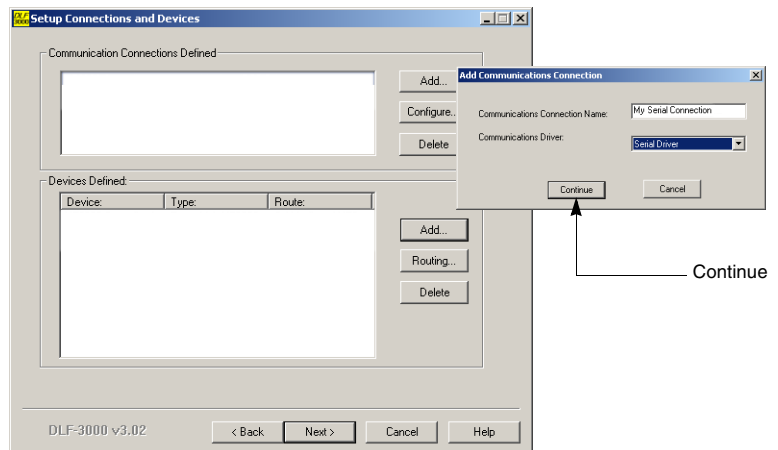 DLF 3000 Setup Connections and Devices
Communication Connections Defined
Add...
Configure..
Delete
Devices Defined:
Device: Type: Route:
Add...
Routing...
Delete
DLF-3000 v3.02
< Back Next > Cancel Help
Add Communications Connection
Communications Connection Name: My Serial Connection
Communications Driver: Serial Driver
Continue Cancel
Continue